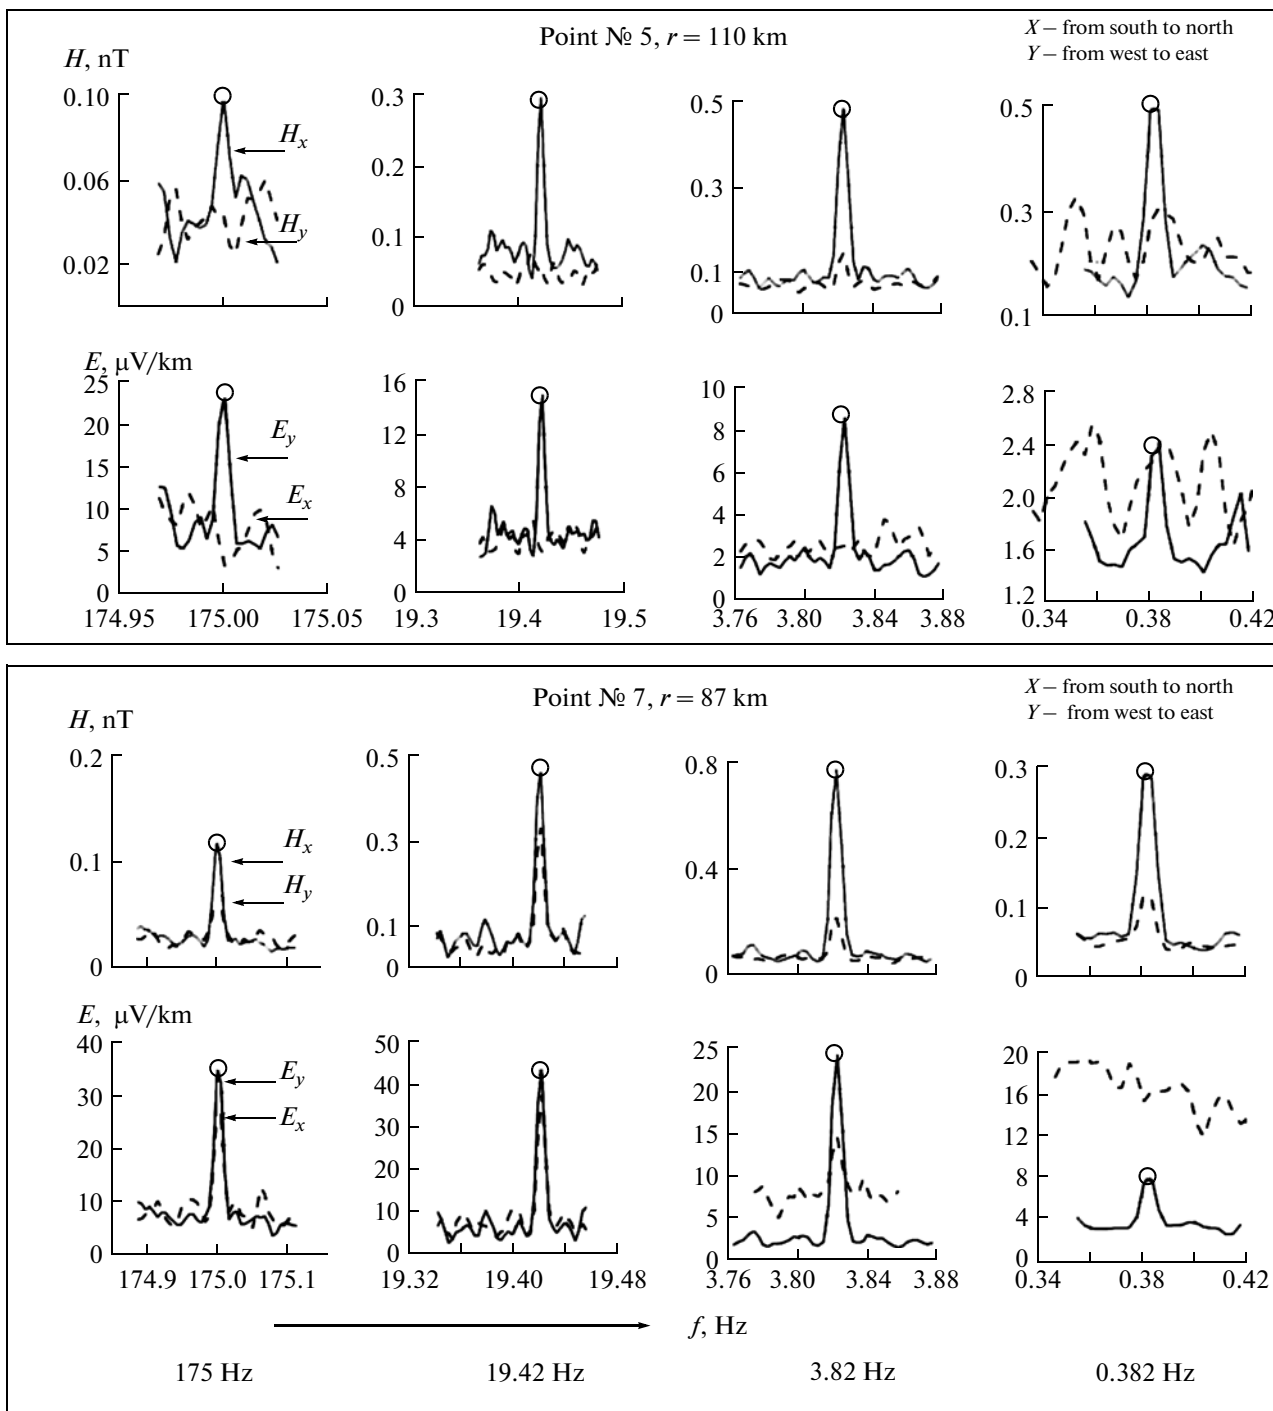 Point № 5, r = 110 km
X – from south to north
Y – from west to east
H, nT
0.10
0.06
0.02
Hx
Hy
0.3
0.2
0.1
0
0.5
0.3
0.1
0
0.5
0.3
0.1
E, μV/km
25
20
15
10
5
0
Ey
Ex
174.95 175.00 175.05
16
12
8
4
0
19.3 19.4 19.5
10
8
6
4
2
0
3.76 3.80 3.84 3.88
2.8
2.4
2.0
1.6
1.2
0.34 0.38 0.42
Point № 7, r = 87 km
X – from south to north
Y – from west to east
H, nT
0.2
0.1
0
Hx
Hy
0.5
0.3
0.1
0
0.8
0.4
0
0.3
0.2
0.1
0
E, μV/km
40
30
20
10
0
Ey
Ex
174.9 175.0 175.1
50
40
30
20
10
0
19.32 19.40 19.48
25
20
15
10
5
0
3.76 3.80 3.84 3.88
20
16
12
8
4
0
0.34 0.38 0.42
f, Hz
175 Hz 19.42 Hz 3.82 Hz 0.382 Hz